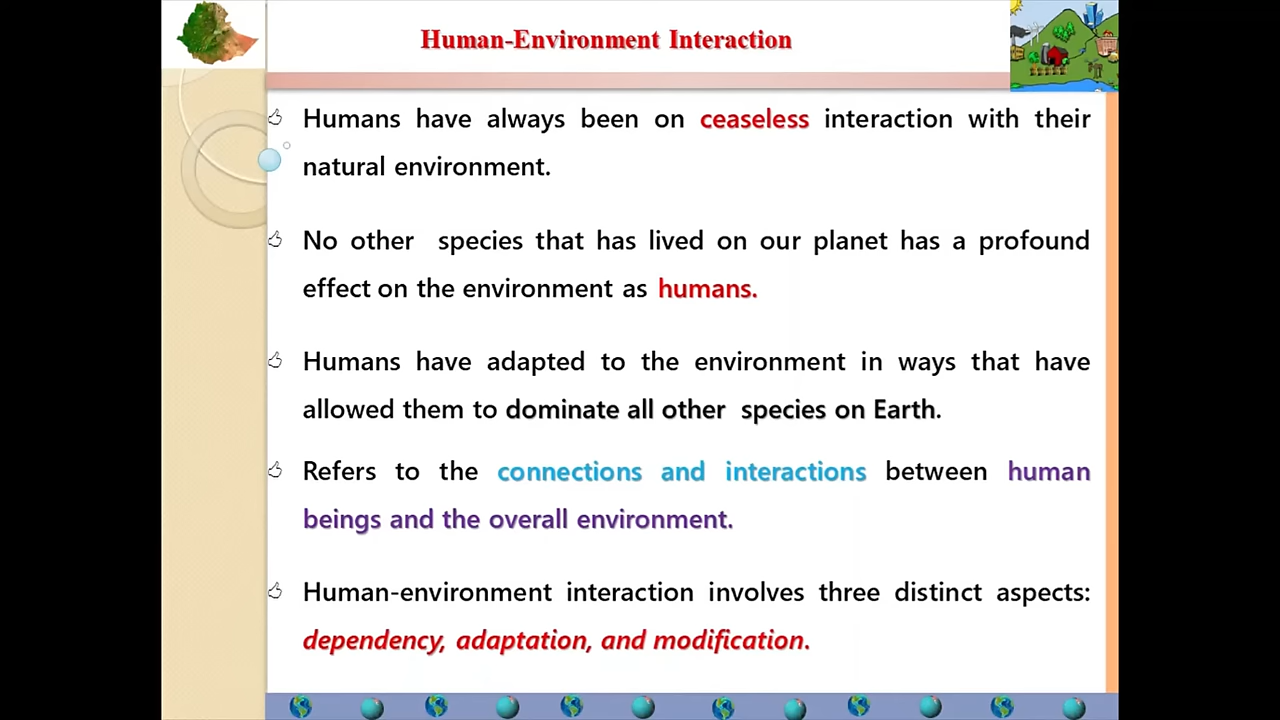 Human-Environment Interaction
Humans have always been on ceaseless interaction with their
natural environment.
No other species that has lived on our planet has a profound
effect on the environment as humans.
Humans have adapted to the environment in ways that have
allowed them to dominate all other species on Earth.
Refers to the connections and interactions between human
beings and the overall environment.
Human-environment interaction involves three distinct aspects:
dependency, adaptation, and modification.